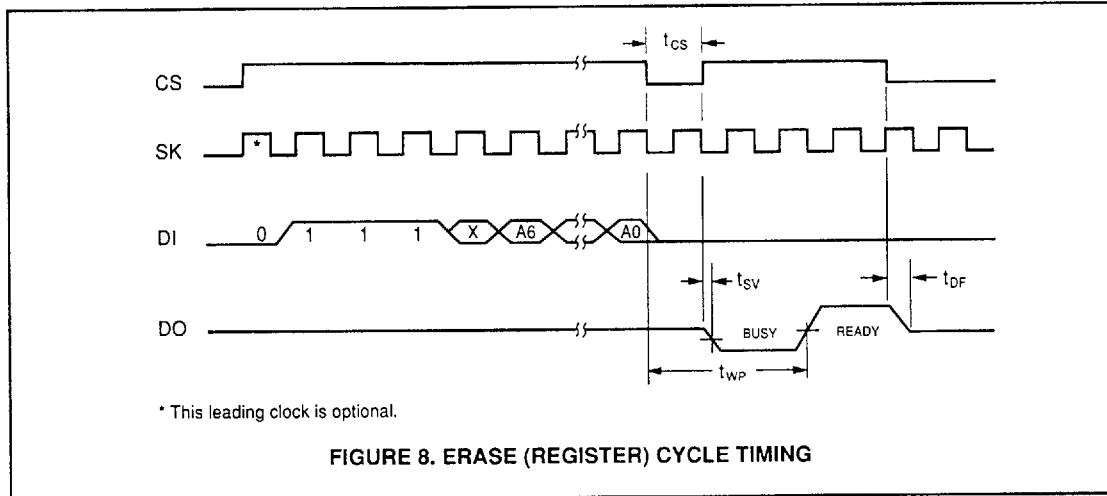 tCS
CS
SK *
DI 0 1 1 1 X A6 A0
tSV tDF
DO BUSY READY
tWP
* This leading clock is optional.
FIGURE 8. ERASE (REGISTER) CYCLE TIMING